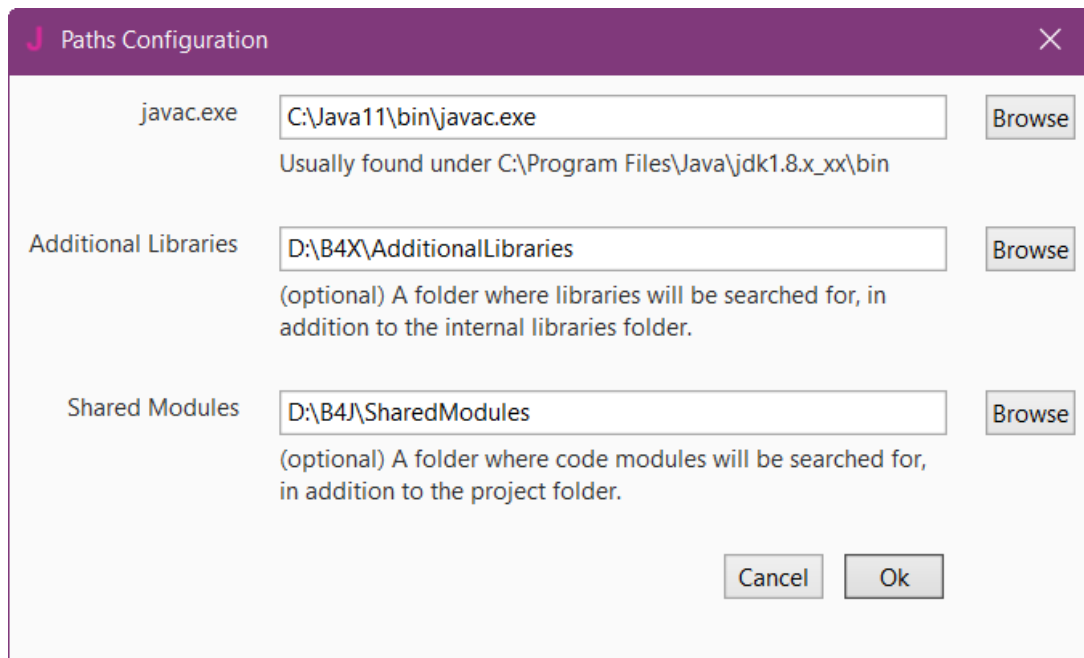 J Paths Configuration
javac.exe
C:\Java11\bin\javac.exe
Browse
Usually found under C:\Program Files\Java\jdk1.8.x_xx\bin
Additional Libraries
D:\B4X\AdditionalLibraries
Browse
(optional) A folder where libraries will be searched for, in
addition to the internal libraries folder.
Shared Modules
D:\B4J\SharedModules
Browse
(optional) A folder where code modules will be searched for,
in addition to the project folder.
Cancel
Ok